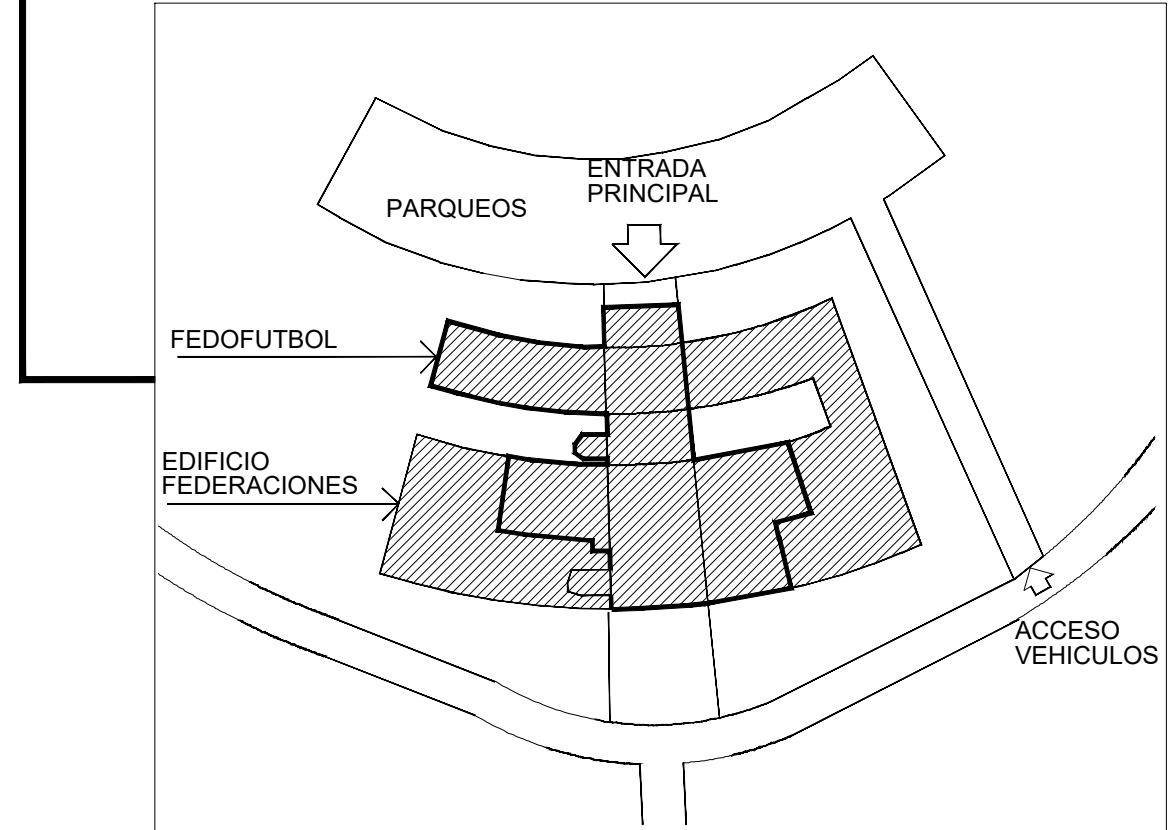 ENTRADA
PRINCIPAL
PARQUEOS
FEDOFUTBOL
EDIFICIO
FEDERACIONES
ACCESO
VEHICULOS